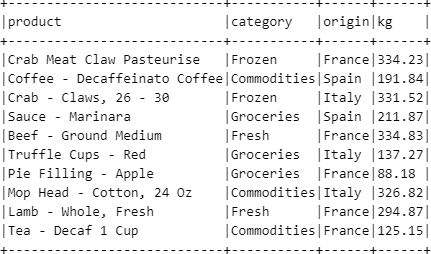 +---------------------------+-----------+------+------+
|product                    |category   |origin|kg    |
+---------------------------+-----------+------+------+
|Crab Meat Claw Pasteurise  |Frozen     |France|334.23|
|Coffee - Decaffeinato Coffee|Commodities|Spain |191.84|
|Crab - Claws, 26 - 30      |Frozen     |Italy |331.52|
|Sauce - Marinara           |Groceries  |Spain |211.87|
|Beef - Ground Medium       |Fresh      |France|334.83|
|Truffle Cups - Red         |Groceries  |Italy |137.27|
|Pie Filling - Apple        |Groceries  |France|88.18 |
|Mop Head - Cotton, 24 Oz   |Commodities|Italy |326.82|
|Lamb - Whole, Fresh        |Fresh      |France|294.87|
|Tea - Decaf 1 Cup          |Commodities|France|125.15|
+---------------------------+-----------+------+------+